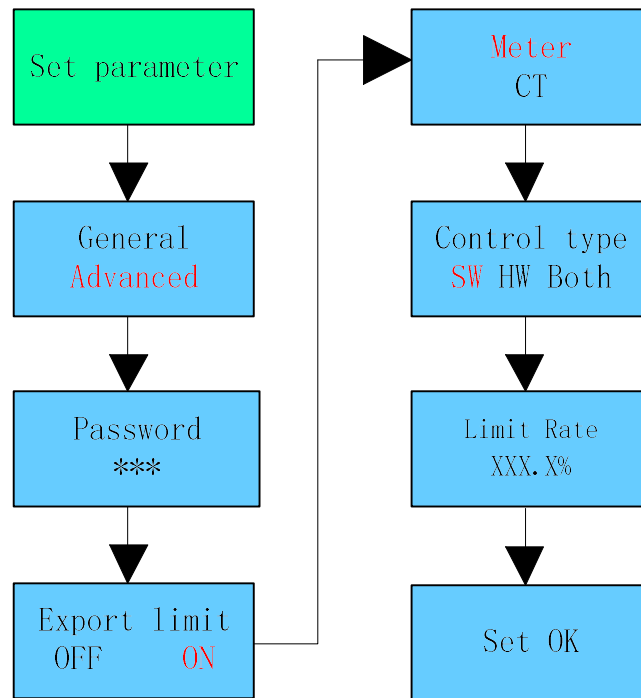 Set parameter
General
Advanced
Password
***
Export limit
OFF ON
Meter
CT
Control type
SW HW Both
Limit Rate
XXX.X%
Set OK